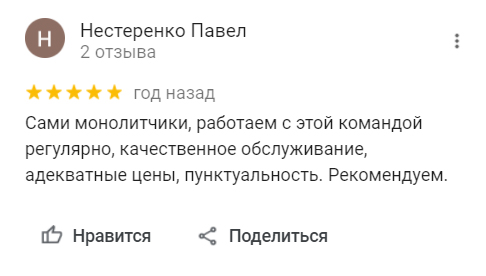 Н
Нестеренко Павел
2 отзыва
год назад
Сами монолитчики, работаем с этой командой
регулярно, качественное обслуживание,
адекватные цены, пунктуальность. Рекомендуем.
Нравится Поделиться